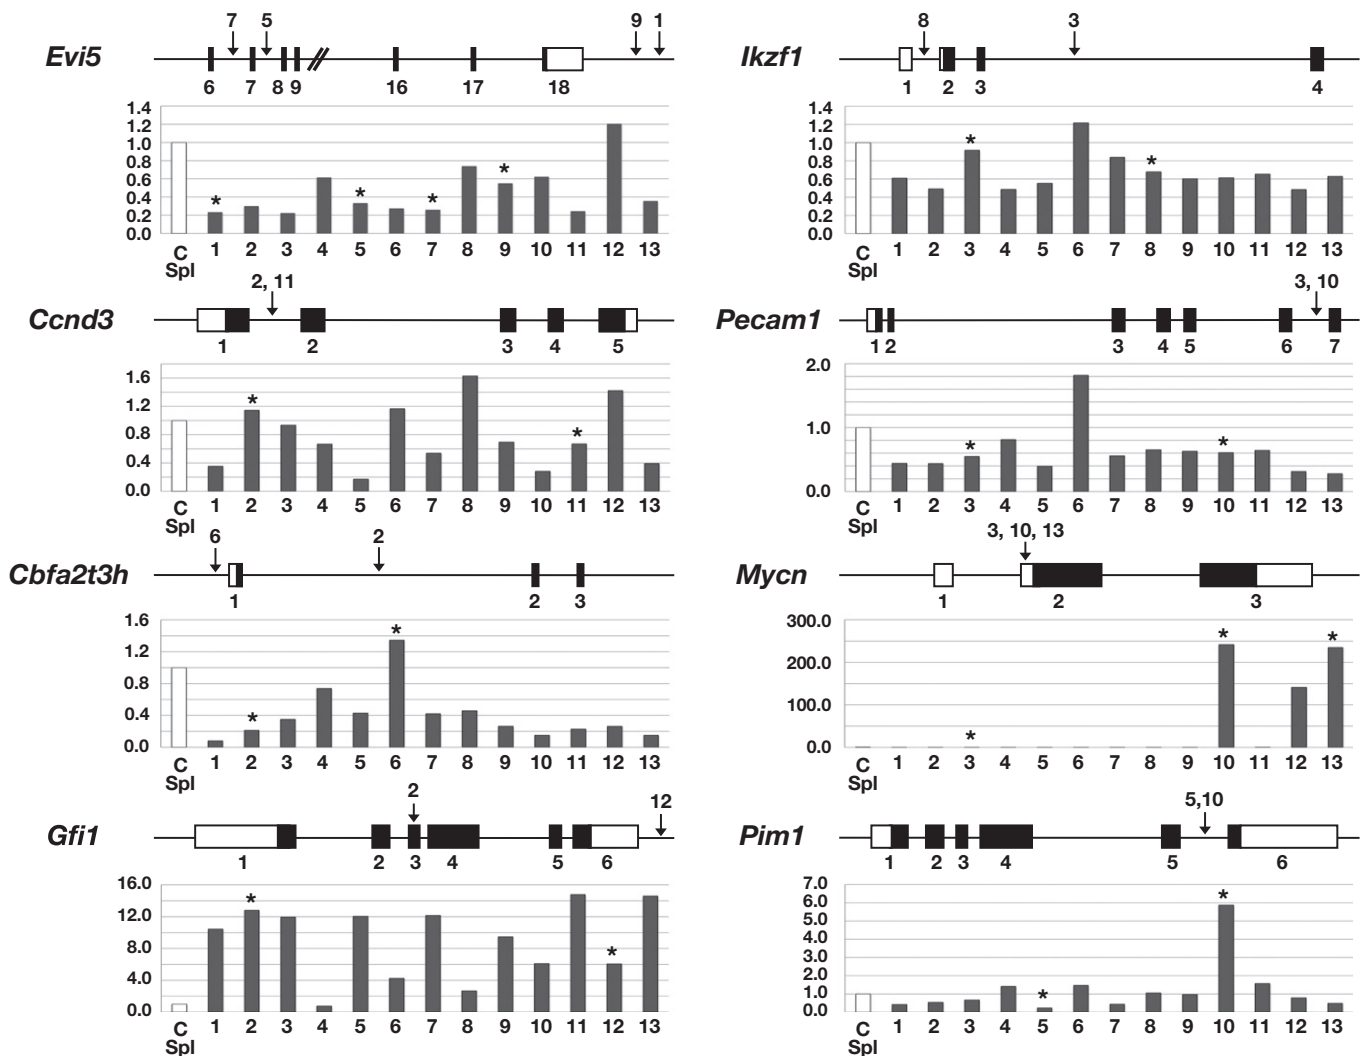 7 5 9 1
Evi5
6 7 8 9 16 17 18
1.4
1.2
1.0
0.8
0.6
0.4
0.2
0.0
* * * *
C 1 2 3 4 5 6 7 8 9 10 11 12 13
Spl
8 3
Ikzf1
1 2 3 4
1.4
1.2
1.0
0.8
0.6
0.4
0.2
0.0
* *
C 1 2 3 4 5 6 7 8 9 10 11 12 13
Spl
2, 11
Ccnd3
1 2 3 4 5
1.6
1.2
0.8
0.4
0.0
* *
C 1 2 3 4 5 6 7 8 9 10 11 12 13
Spl
3, 10
Pecam1
1 2 3 4 5 6 7
2.0
1.0
0.0
* *
C 1 2 3 4 5 6 7 8 9 10 11 12 13
Spl
6 2
Cbfa2t3h
1 2 3
1.6
1.2
0.8
0.4
0.0
* *
C 1 2 3 4 5 6 7 8 9 10 11 12 13
Spl
3, 10, 13
Mycn
1 2 3
300.0
200.0
100.0
0.0
* * *
C 1 2 3 4 5 6 7 8 9 10 11 12 13
Spl
2 12
Gfi1
1 2 3 4 5 6
16.0
12.0
8.0
4.0
0.0
* *
C 1 2 3 4 5 6 7 8 9 10 11 12 13
Spl
5,10
Pim1
1 2 3 4 5 6
7.0
6.0
5.0
4.0
3.0
2.0
1.0
0.0
* *
C 1 2 3 4 5 6 7 8 9 10 11 12 13
Spl